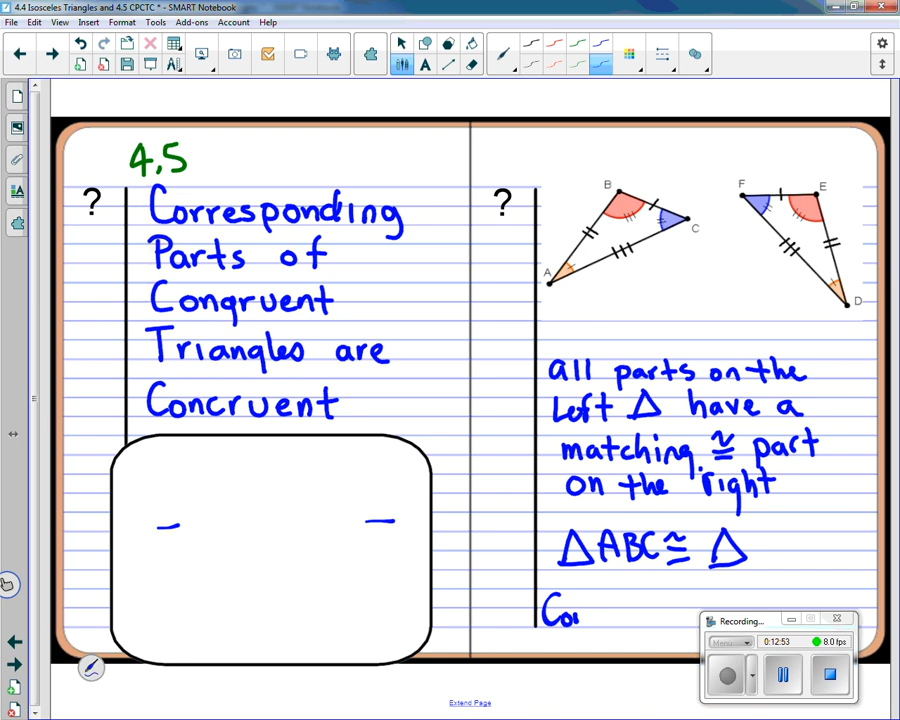 4.4 Isosceles Triangles and 4.5 CPCTC * - SMART Notebook
File Edit View Insert Format Tools Add-ons Account Help
4,5
?
Corresponding
Parts of
Congruent
Triangles are
Concruent
?
B
C
A
F
E
D
all parts on the
Left Δ have a
matching ≅ part
on the right
ΔABC ≅ Δ
Cor
Recording...
Menu
0:12:53
8.0 fps
Extend Page